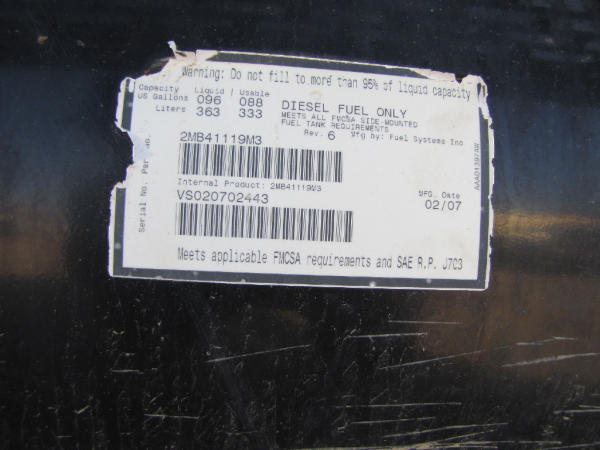 Warning: Do not fill to more than 95% of liquid capacity
Capacity Liquid / Usable
US Gallons 096 088
Liters 363 333
DIESEL FUEL ONLY
MEETS ALL FMCSA SIDE-MOUNTED
FUEL TANK REQUIREMENTS
Rev. 6 Mfg by: Fuel Systems Inc
Part No.
2MB41119M3
Internal Product: 2MB41119M3
Serial No.
VS020702443
MFG. Date
02/07
Meets applicable FMCSA requirements and SAE R.P. J703